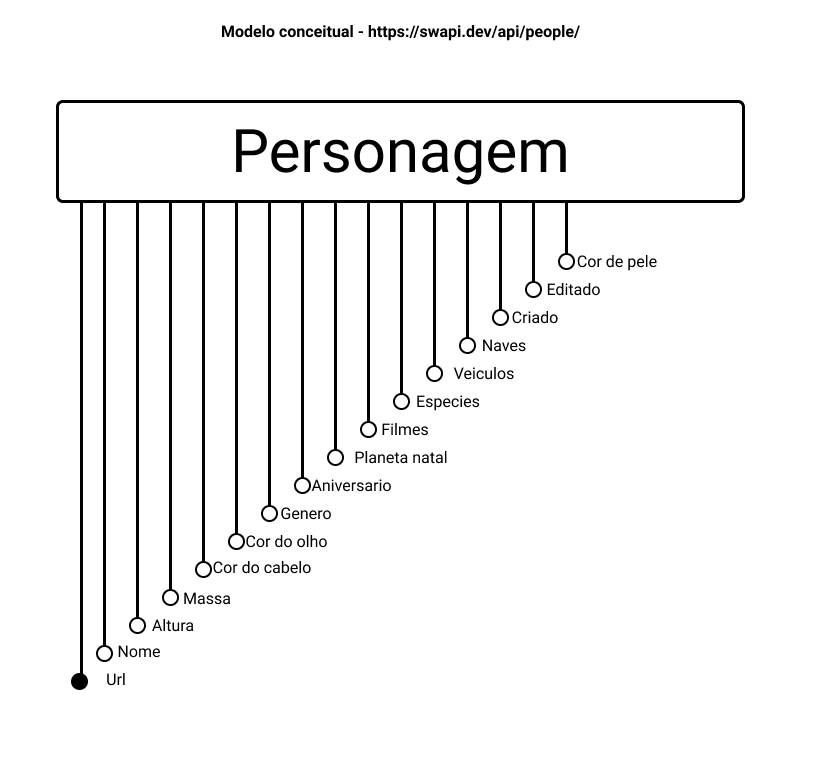 Modelo conceitual - https://swapi.dev/api/people/
Personagem
Cor de pele
Editado
Criado
Naves
Veiculos
Especies
Filmes
Planeta natal
Aniversario
Genero
Cor do olho
Cor do cabelo
Massa
Altura
Nome
Url